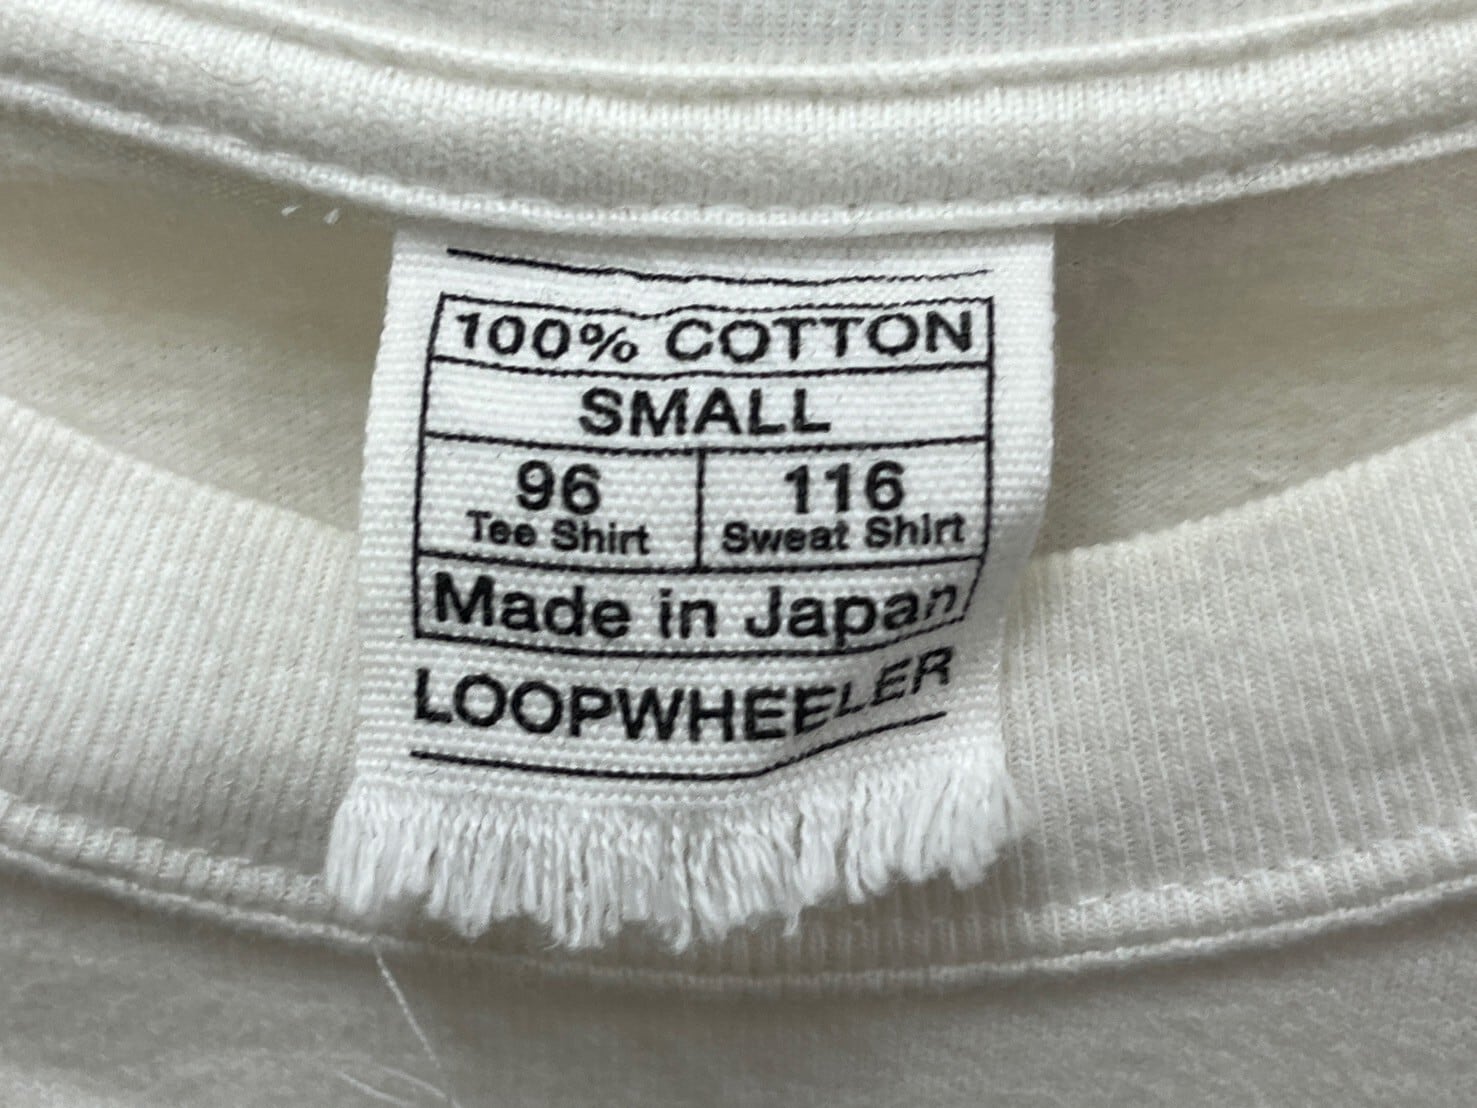 100% COTTON
SMALL
96 116
Tee Shirt Sweat Shirt
Made in Japan
LOOPWHEELER